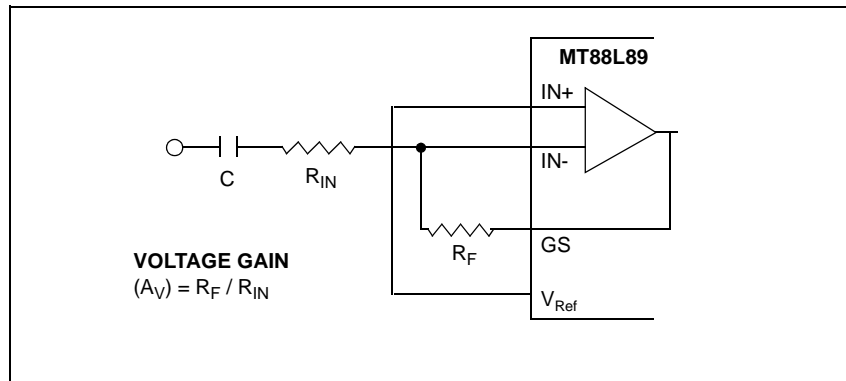 MT88L89
IN+
IN-
C
R_IN
R_F
GS
VOLTAGE GAIN
(A_V) = R_F / R_IN
V_Ref